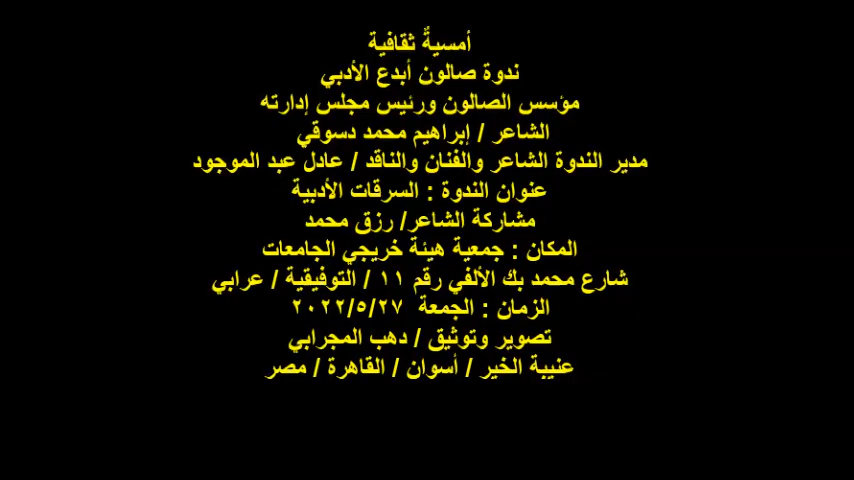 أمسيةٌ ثقافية
ندوة صالون أبدع الأدبي
مؤسس الصالون ورئيس مجلس إدارته
الشاعر / إبراهيم محمد دسوقي
مدير الندوة الشاعر والفنان والناقد / عادل عبد الموجود
عنوان الندوة : السرقات الأدبية
مشاركة الشاعر/ رزق محمد
المكان : جمعية هيئة خريجي الجامعات
شارع محمد بك الألفي رقم ١١ / التوفيقية / عرابي
الزمان : الجمعة ٢٠٢٢/٥/٢٧
تصوير وتوثيق / دهب المجرابي
عنيبة الخير / أسوان / القاهرة / مصر